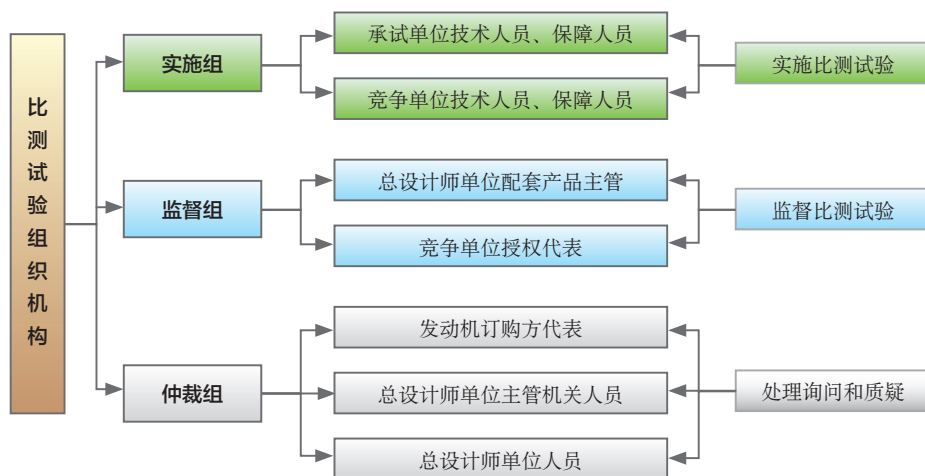 比测试验组织机构
实施组
承试单位技术人员、保障人员
竞争单位技术人员、保障人员
实施比测试验
监督组
总设计师单位配套产品主管
竞争单位授权代表
监督比测试验
仲裁组
发动机订购方代表
总设计师单位主管机关人员
总设计师单位人员
处理询问和质疑